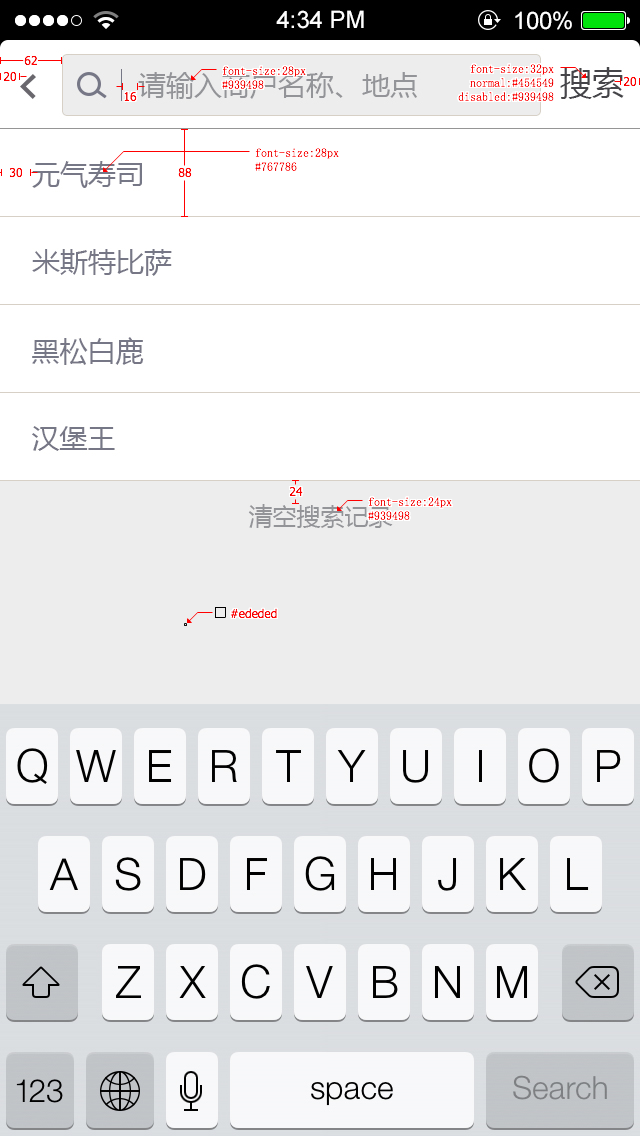 4:34 PM
100%
62
20
16
请输入商户名称、地点
font-size:28px
#939498
font-size:32px
normal:#454549
disabled:#939498
搜索
20
30
元气寿司
88
font-size:28px
#767786
米斯特比萨
黑松白鹿
汉堡王
24
清空搜索记录
font-size:24px
#939498
#ededed
Q W E R T Y U I O P
A S D F G H J K L
Z X C V B N M
123
space
Search